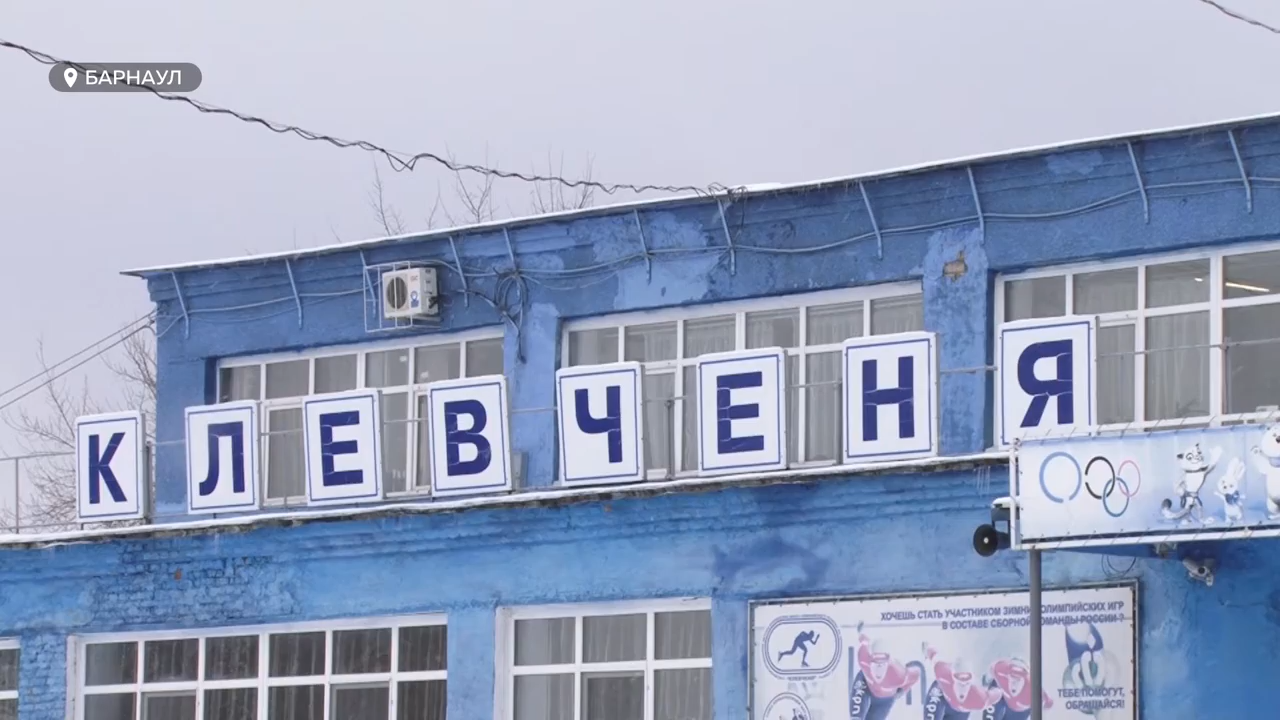 БАРНАУЛ
КЛЕВЧЕНЯ
ХОЧЕШЬ СТАТЬ УЧАСТНИКОМ ЗИМНИХ ОЛИМПИЙСКИХ ИГР
В СОСТАВЕ СБОРНОЙ КОМАНДЫ РОССИИ ?
ТЕБЕ ПОМОГУТ,
ОБРАЩАЙСЯ!